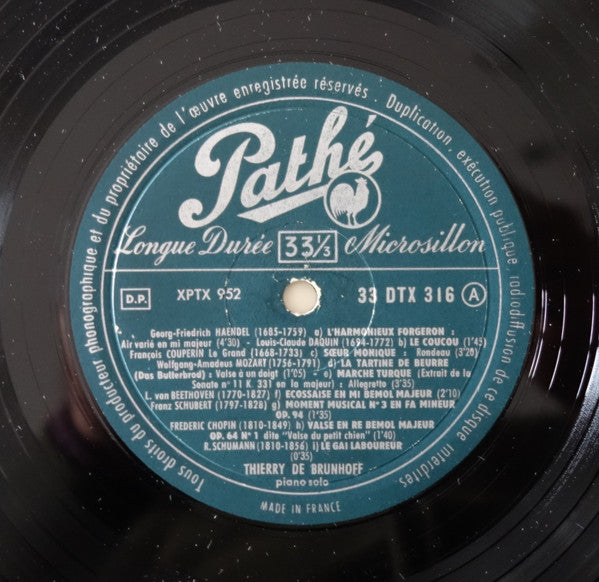 Tous droits du producteur phonographique et du propriétaire de l'œuvre enregistrée réservés. Duplication, exécution publique, radiodiffusion de ce disque interdites
Pathé
Longue Durée 33⅓ Microsillon
D.P. XPTX 952 33 DTX 316 A
Georg-Friedrich HAENDEL (1685-1759) a) L'HARMONIEUX FORGERON :
Air varié en mi majeur (4'30) - Louis-Claude DAQUIN (1694-1772) b) LE COUCOU (1'45)
François COUPERIN Le Grand (1668-1733) c) SŒUR MONIQUE : Rondeau (3'20)
Wolfgang-Amadeus MOZART (1756-1791) d) LA TARTINE DE BEURRE
(Das Butterbrod) : Valse a un doigt (1'05) - e) MARCHE TURQUE (Extrait de la
Sonate n° 11 K 331 en la majeur) : Allegretto (3'35)
L. van BEETHOVEN (1770-1827) f) ECOSSAISE EN MI BEMOL MAJEUR (2'10)
Franz SCHUBERT (1797-1828) g) MOMENT MUSICAL N° 3 EN FA MINEUR
OP. 94 (1'35)
FREDERIC CHOPIN (1810-1849) h) VALSE EN RE BEMOL MAJEUR
OP. 64 N° 1 dite "Valse du petit chien" (1'40)
R. SCHUMANN (1810-1856) i) LE GAI LABOUREUR
(0'35)
THIERRY DE BRUNHOFF
piano solo
MADE IN FRANCE